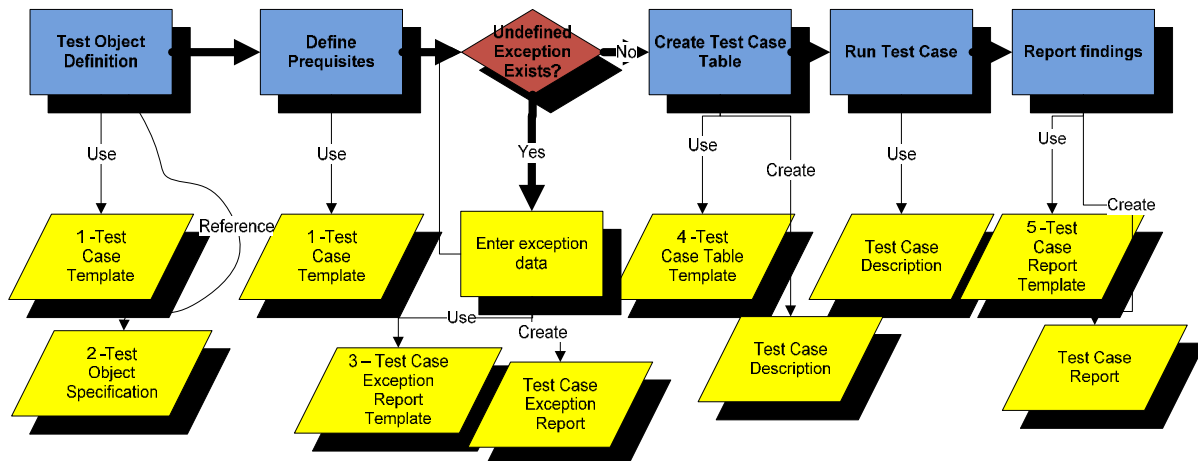 Test Object
Definition
Define
Prequisites
Undefined
Exception
Exists?
No
Create Test Case
Table
Run Test Case
Report findings
Use
Use
Yes
Use
Create
Use
Create
Reference
1-Test
Case
Template
1-Test
Case
Template
Enter exception
data
4-Test
Case Table
Template
Test Case
Description
5-Test
Case
Report
Template
Use
Create
2-Test
Object
Specification
3 – Test Case
Exception
Report
Template
Test Case
Exception
Report
Test Case
Description
Test Case
Report